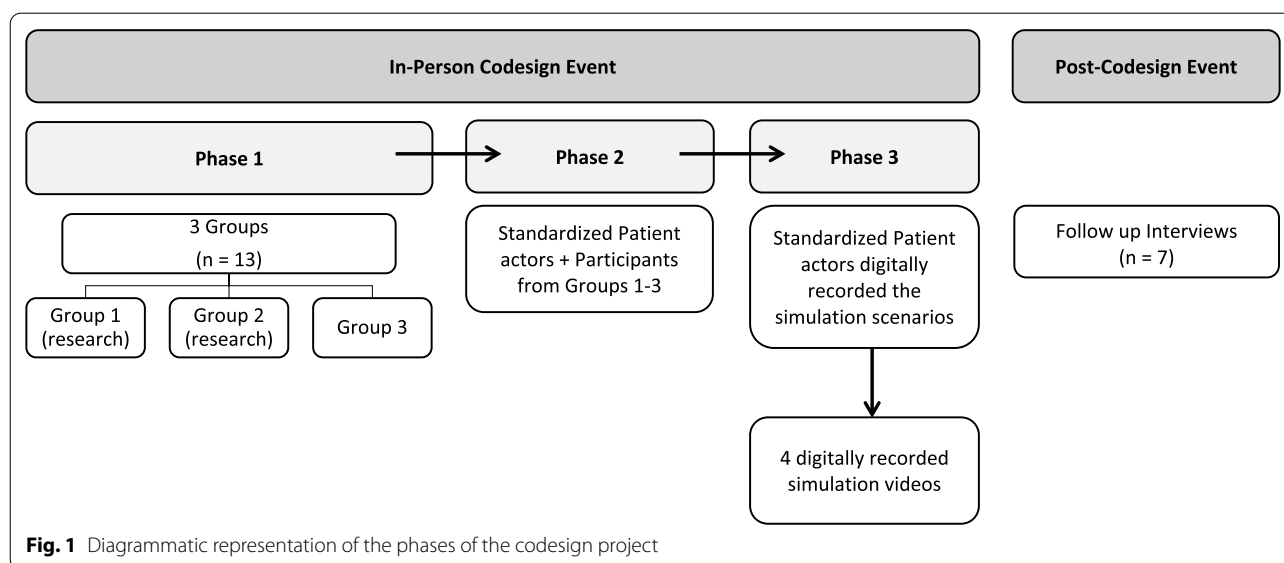 In-Person Codesign Event
Post-Codesign Event
Phase 1
Phase 2
Phase 3
3 Groups
(n = 13)
Group 1
(research)
Group 2
(research)
Group 3
Standardized Patient
actors + Participants
from Groups 1-3
Standardized Patient
actors digitally
recorded the
simulation scenarios
Follow up Interviews
(n = 7)
4 digitally recorded
simulation videos
Fig. 1 Diagrammatic representation of the phases of the codesign project